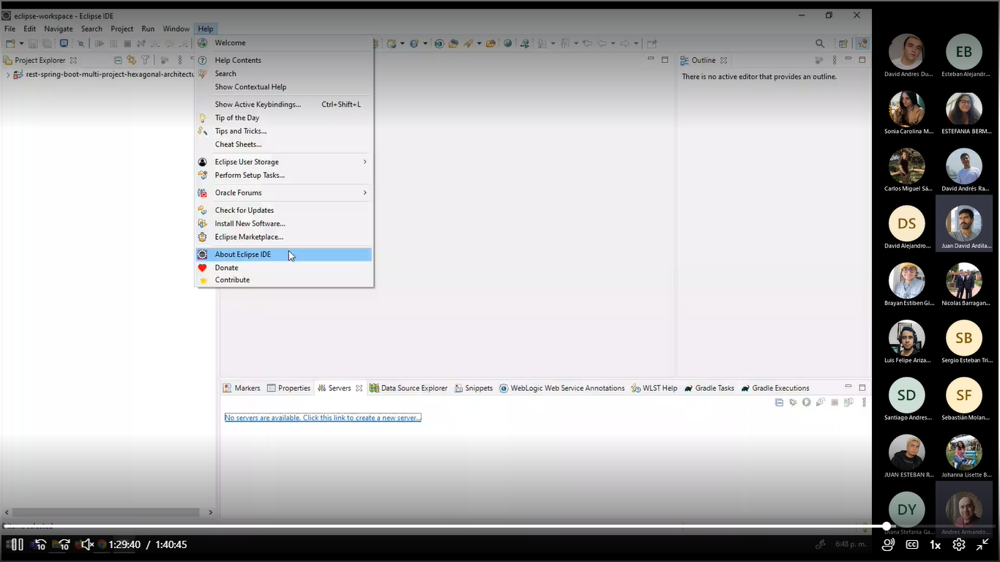 eclipse-workspace - Eclipse IDE
File Edit Navigate Search Project Run Window Help
Project Explorer
rest-spring-boot-multi-project-hexagonal-architectu
Welcome
Help Contents
Search
Show Contextual Help
Show Active Keybindings... Ctrl+Shift+L
Tip of the Day
Tips and Tricks...
Cheat Sheets...
Eclipse User Storage
Perform Setup Tasks...
Oracle Forums
Check for Updates
Install New Software...
Eclipse Marketplace...
About Eclipse IDE
Donate
Contribute
Outline
There is no active editor that provides an outline.
Markers Properties Servers Data Source Explorer Snippets WebLogic Web Service Annotations WLST Help Gradle Tasks Gradle Executions
No servers are available. Click this link to create a new server...
David Andres Du...
EB
Esteban Alejandr...
Sonia Carolina M...
ESTEFANIA BERM...
Carlos Miguel Sá...
David Andrés Ra...
DS
David Alejandro...
Juan David Ardila...
Brayan Estiben Gi...
Nicolas Barragan...
Luis Felipe Ariza...
SB
Sergio Esteban Tri...
SD
Santiago Andres...
SF
Sebastián Molan...
JUAN ESTEBAN R...
Johanna Lisette B...
DY
Diana Stefania Ga...
Andres Armando...
10 10 1:29:40 / 1:40:45
6:48 p. m.
CC 1x